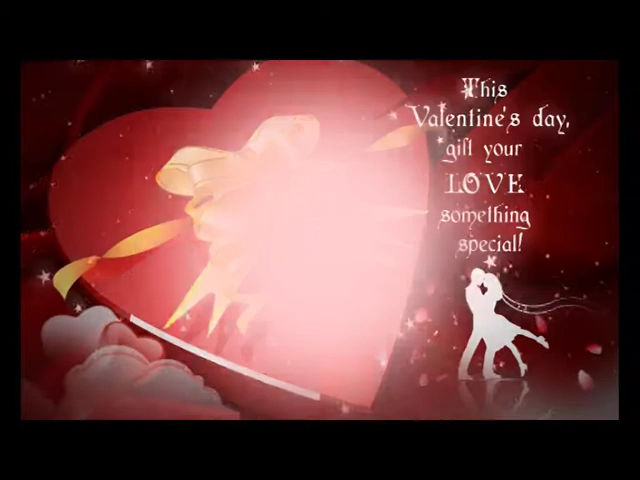 This
Valentine's day,
gift your
LOVE
something
special!